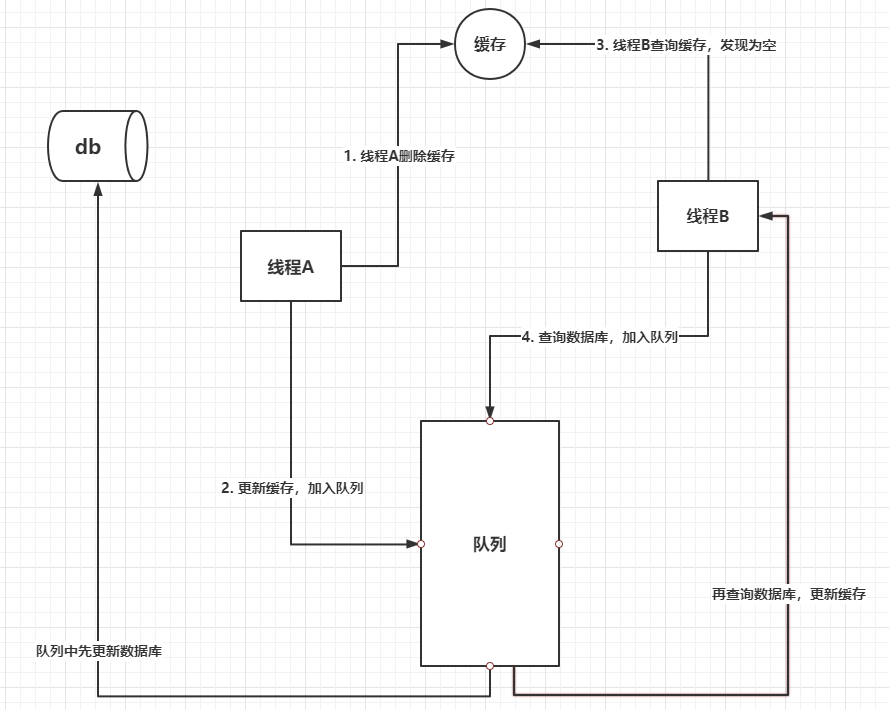 缓存
3. 线程B查询缓存，发现为空
db
1. 线程A删除缓存
线程B
线程A
4. 查询数据库，加入队列
2. 更新缓存，加入队列
队列
再查询数据库，更新缓存
队列中先更新数据库